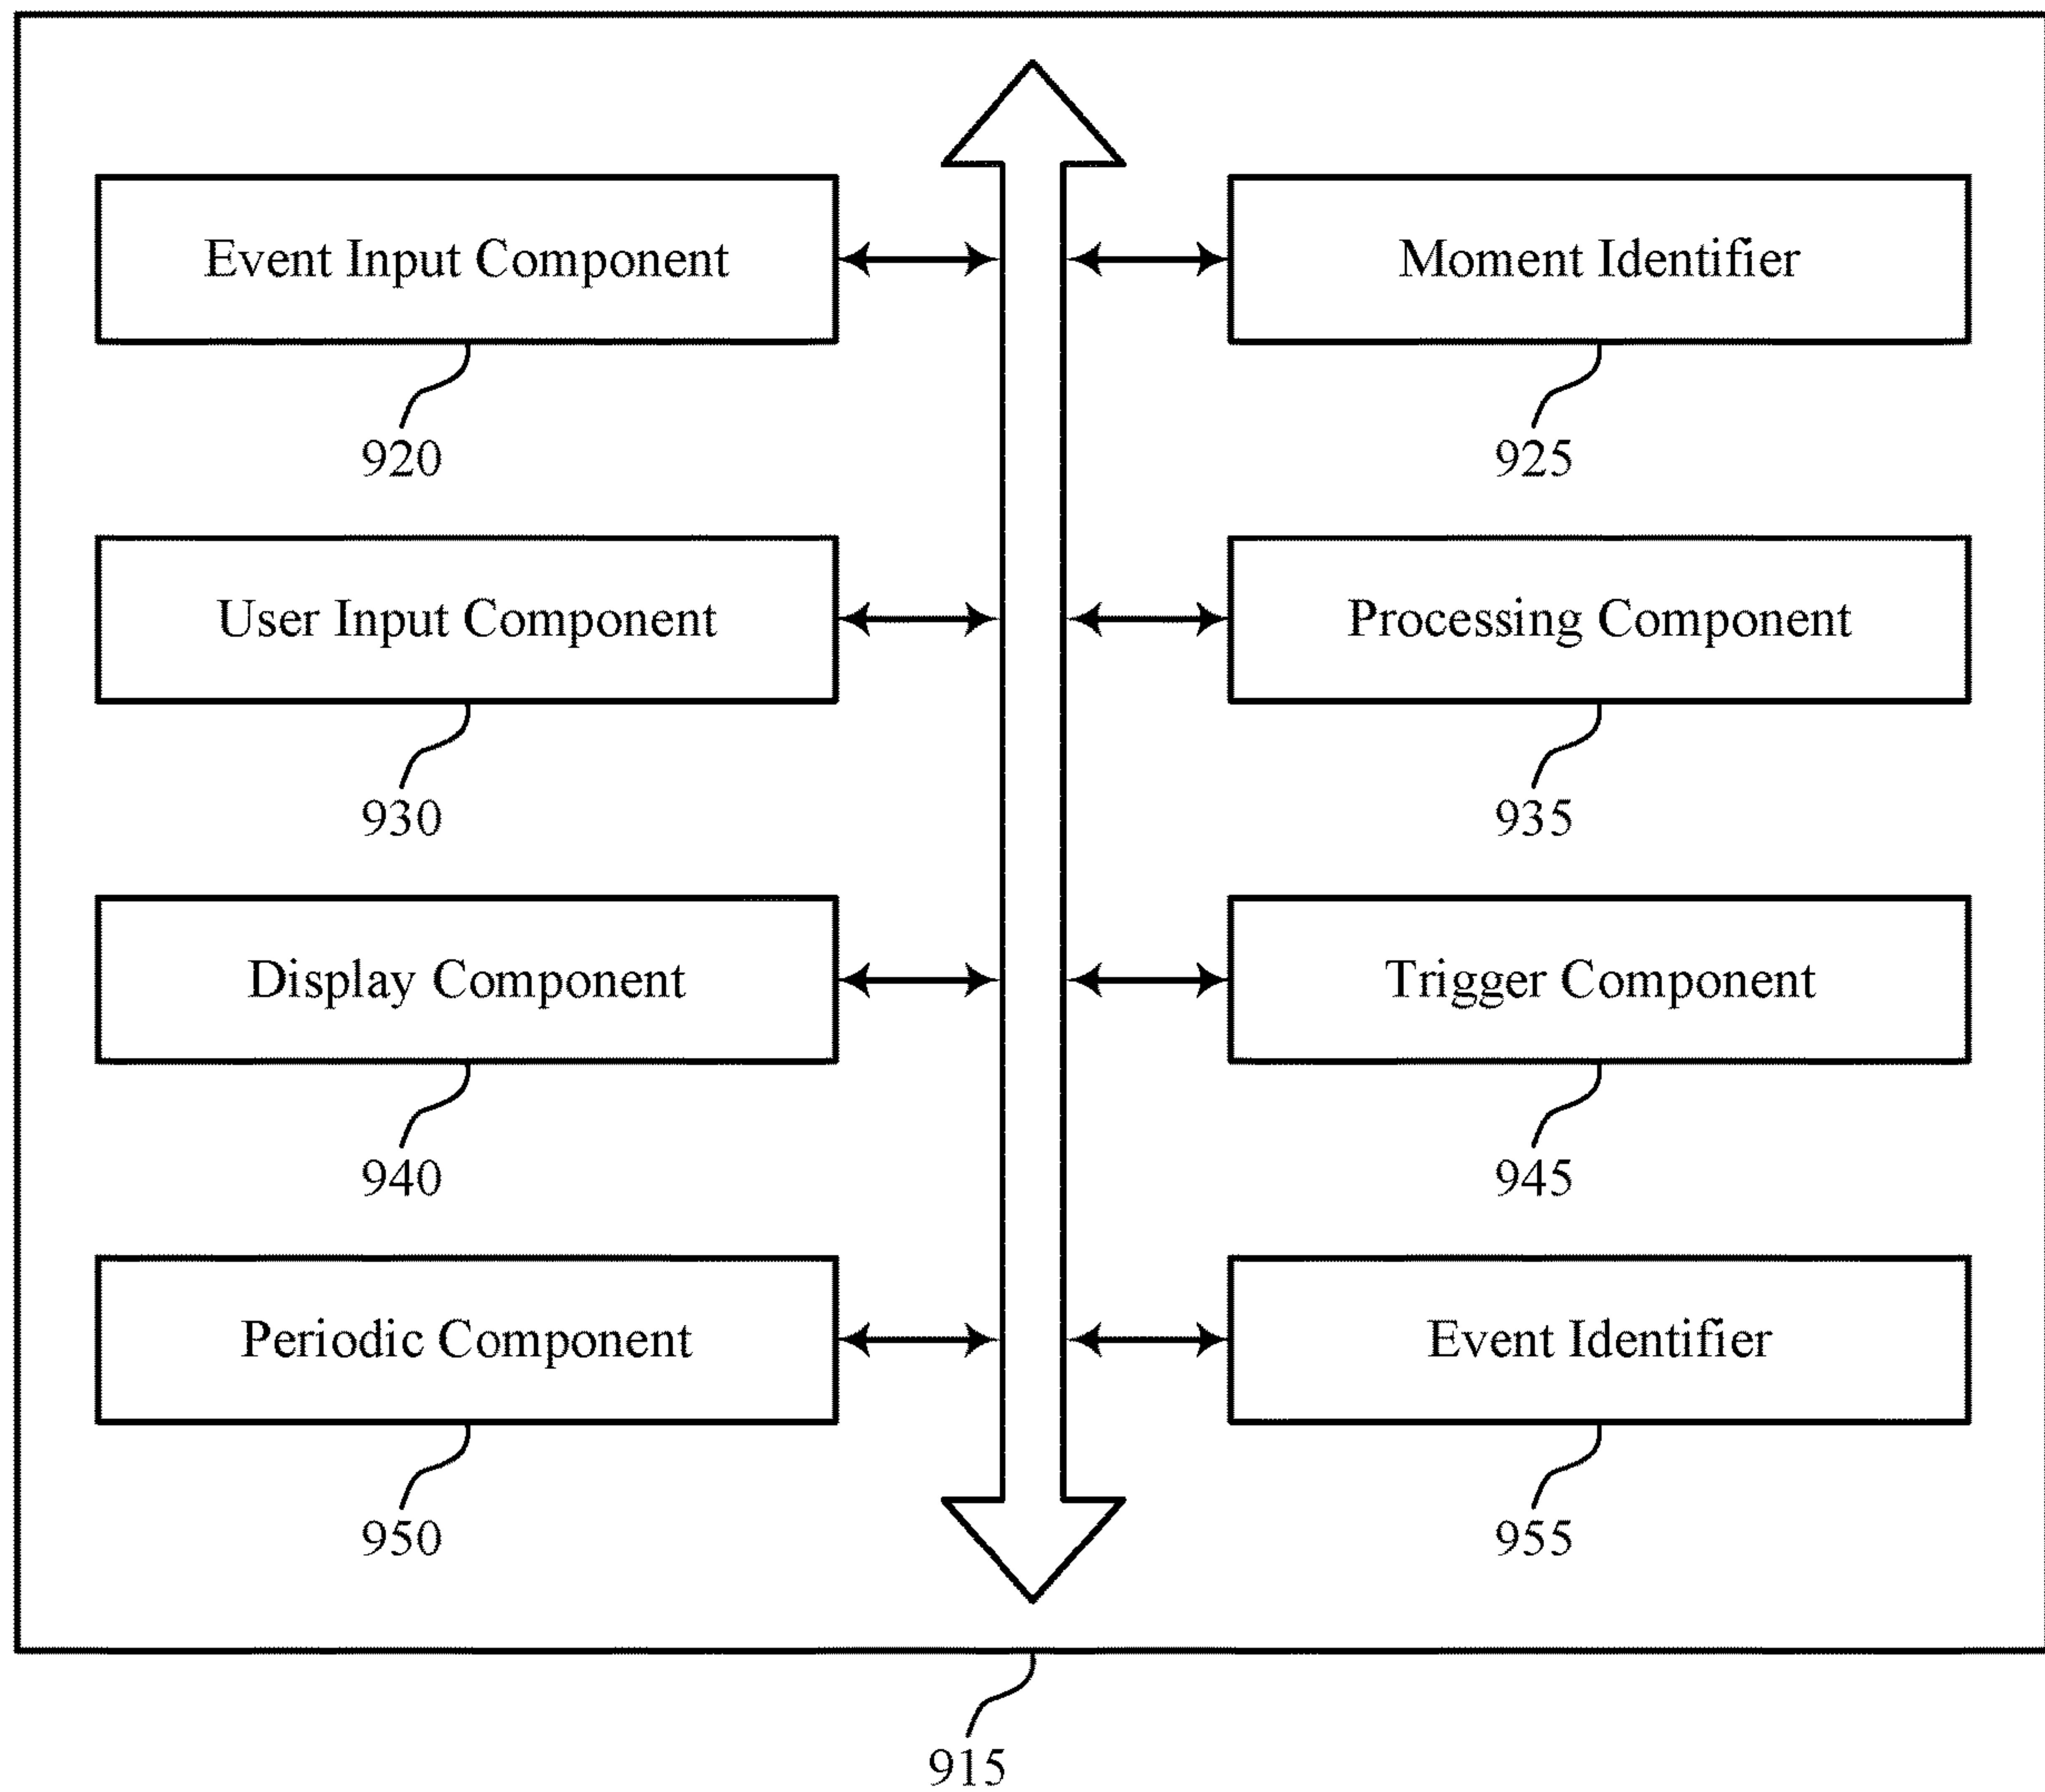 Event Input Component
Moment Identifier
920
925
User Input Component
Processing Component
930
935
Display Component
Trigger Component
940
945
Periodic Component
Event Identifier
950
955
915